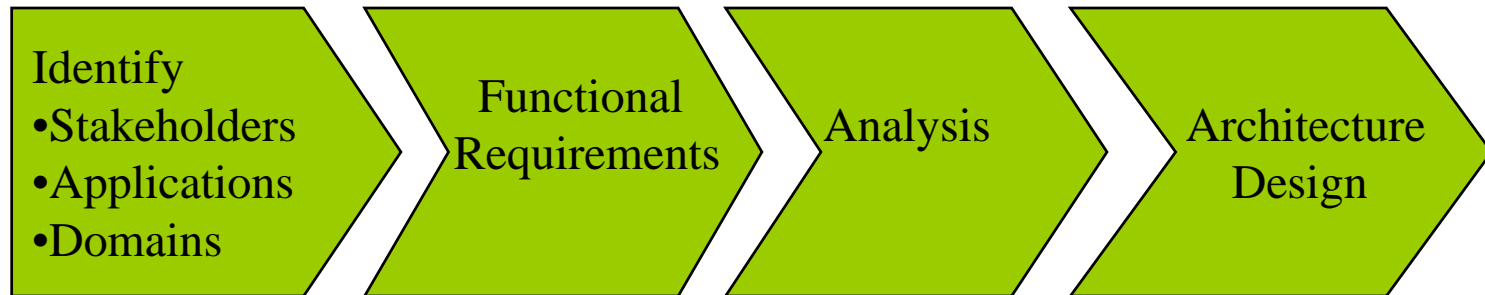 Identify
•Stakeholders
•Applications
•Domains
Functional
Requirements
Analysis
Architecture
Design